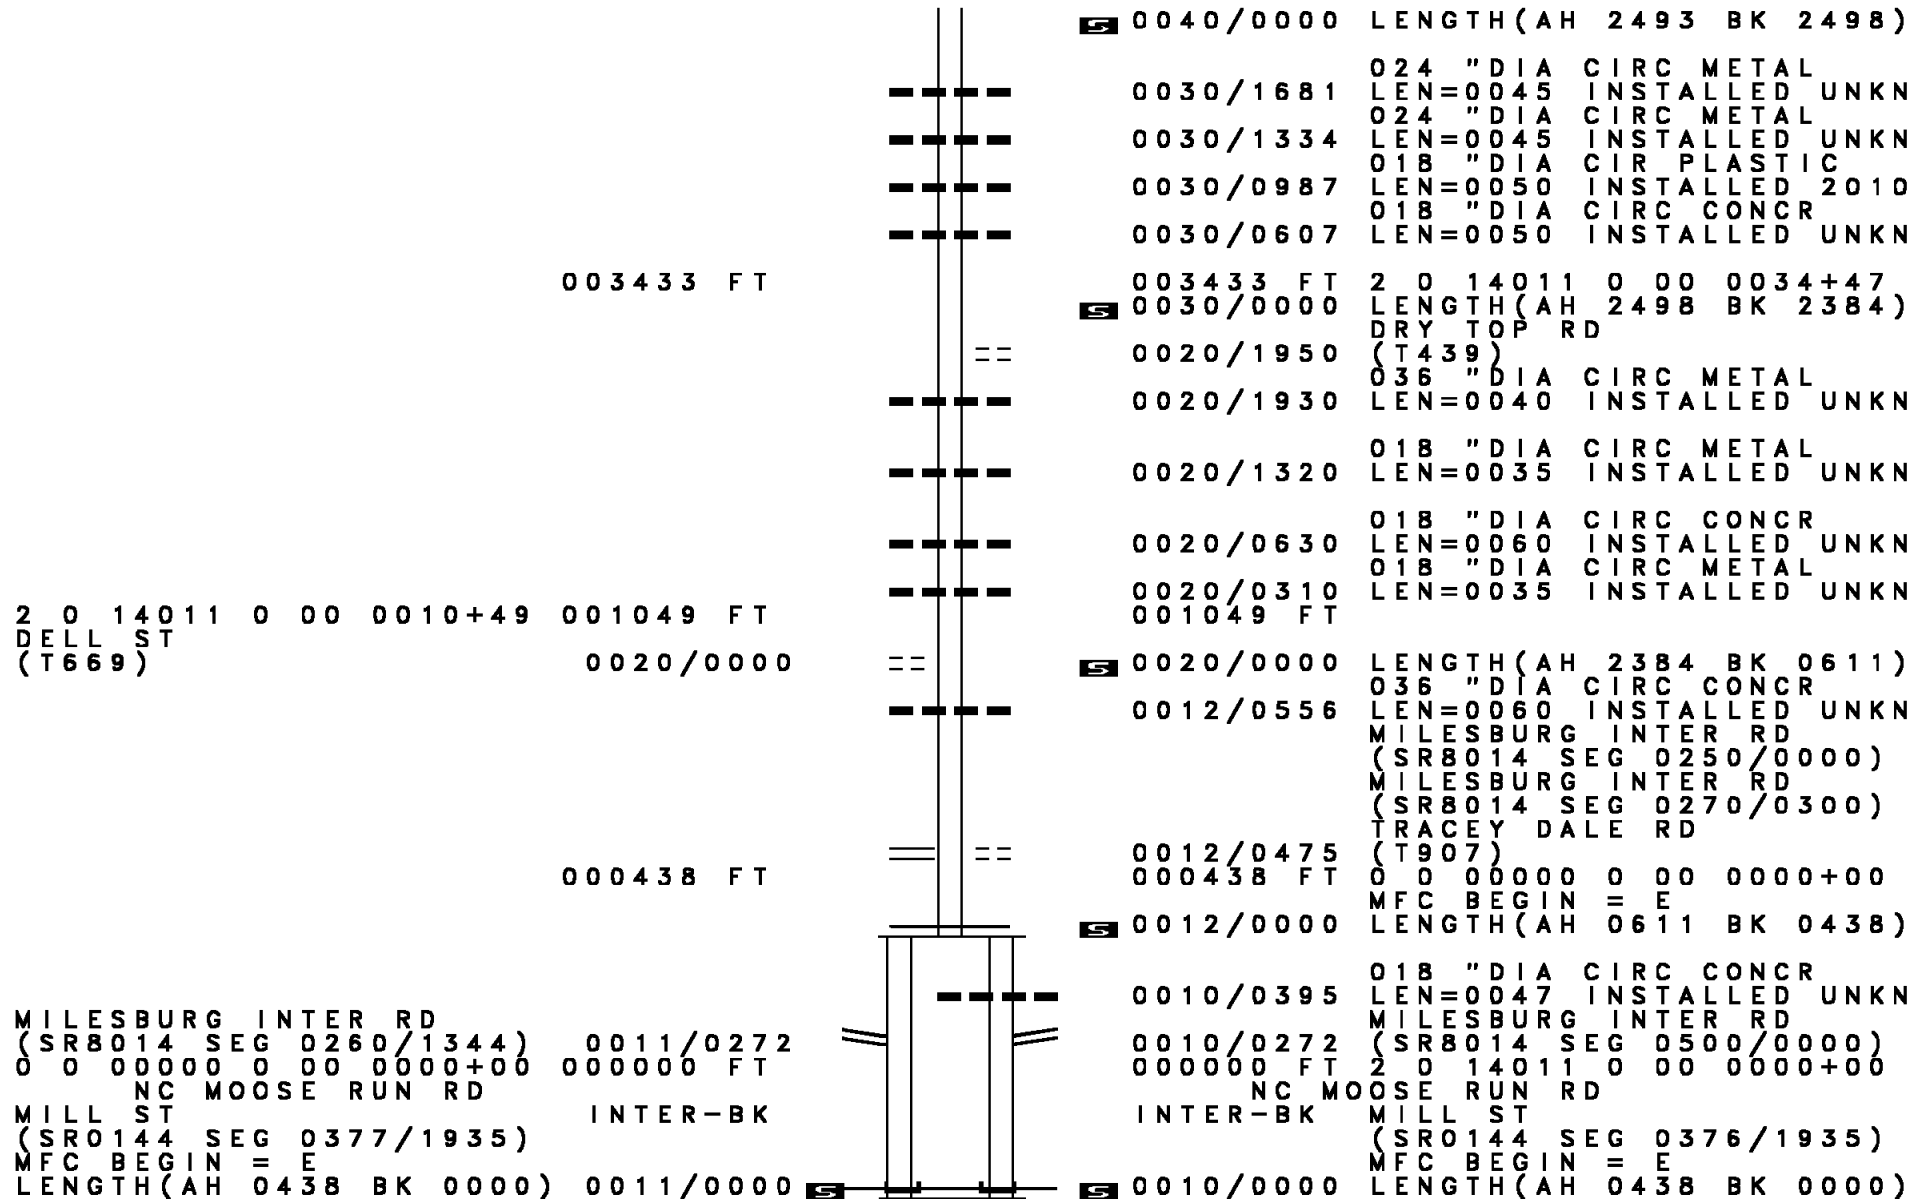 S 0040/0000 LENGTH(AH 2493 BK 2498)
024 "DIA CIRC METAL
0030/1681 LEN=0045 INSTALLED UNKN
024 "DIA CIRC METAL
0030/1334 LEN=0045 INSTALLED UNKN
018 "DIA CIR PLASTIC
0030/0987 LEN=0050 INSTALLED 2010
018 "DIA CIRC CONCR
0030/0607 LEN=0050 INSTALLED UNKN
003433 FT 003433 FT 2 0 14011 0 00 0034+47
S 0030/0000 LENGTH(AH 2498 BK 2384)
DRY TOP RD
0020/1950 (T439)
036 "DIA CIRC METAL
0020/1930 LEN=0040 INSTALLED UNKN
018 "DIA CIRC METAL
0020/1320 LEN=0035 INSTALLED UNKN
018 "DIA CIRC CONCR
0020/0630 LEN=0060 INSTALLED UNKN
018 "DIA CIRC METAL
0020/0310 LEN=0035 INSTALLED UNKN
2 0 14011 0 00 0010+49 001049 FT 001049 FT
DELL ST
(T669) 0020/0000 S 0020/0000 LENGTH(AH 2384 BK 0611)
036 "DIA CIRC CONCR
0012/0556 LEN=0060 INSTALLED UNKN
MILESBURG INTER RD
(SR8014 SEG 0250/0000)
MILESBURG INTER RD
(SR8014 SEG 0270/0300)
TRACEY DALE RD
0012/0475 (T907)
000438 FT 000438 FT 0 0 00000 0 00 0000+00
MFC BEGIN = E
S 0012/0000 LENGTH(AH 0611 BK 0438)
018 "DIA CIRC CONCR
0010/0395 LEN=0047 INSTALLED UNKN
MILESBURG INTER RD MILESBURG INTER RD
(SR8014 SEG 0260/1344) 0011/0272 0010/0272 (SR8014 SEG 0500/0000)
0 0 00000 0 00 0000+00 000000 FT 000000 FT 2 0 14011 0 00 0000+00
NC MOOSE RUN RD NC MOOSE RUN RD
MILL ST INTER-BK INTER-BK MILL ST
(SR0144 SEG 0377/1935) (SR0144 SEG 0376/1935)
MFC BEGIN = E MFC BEGIN = E
LENGTH(AH 0438 BK 0000) 0011/0000 S S 0010/0000 LENGTH(AH 0438 BK 0000)